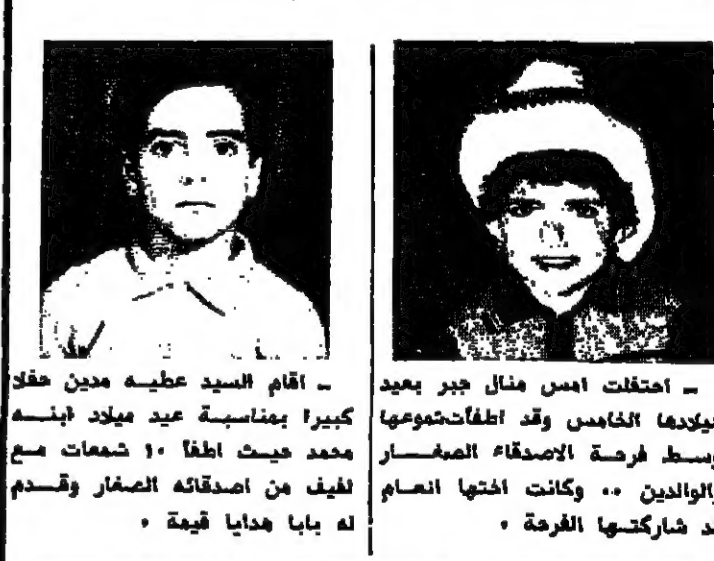 ـ احتفلت امس منال جبر بعيد
ميلادها الخامس وقد اطفأت شموعها
وسط فرحة الاصدقاء الصغار
والوالدين .. وكانت اختها انعام
قد شاركتها الفرحة .
ـ اقام السيد عطيه مدين حفلا
كبيرا بمناسبة عيد ميلاد ابنه
محمد حيث اطفأ ١٠ شمعات مع
لفيف من اصدقائه الصغار وقدم
له بابا هدايا قيمة .